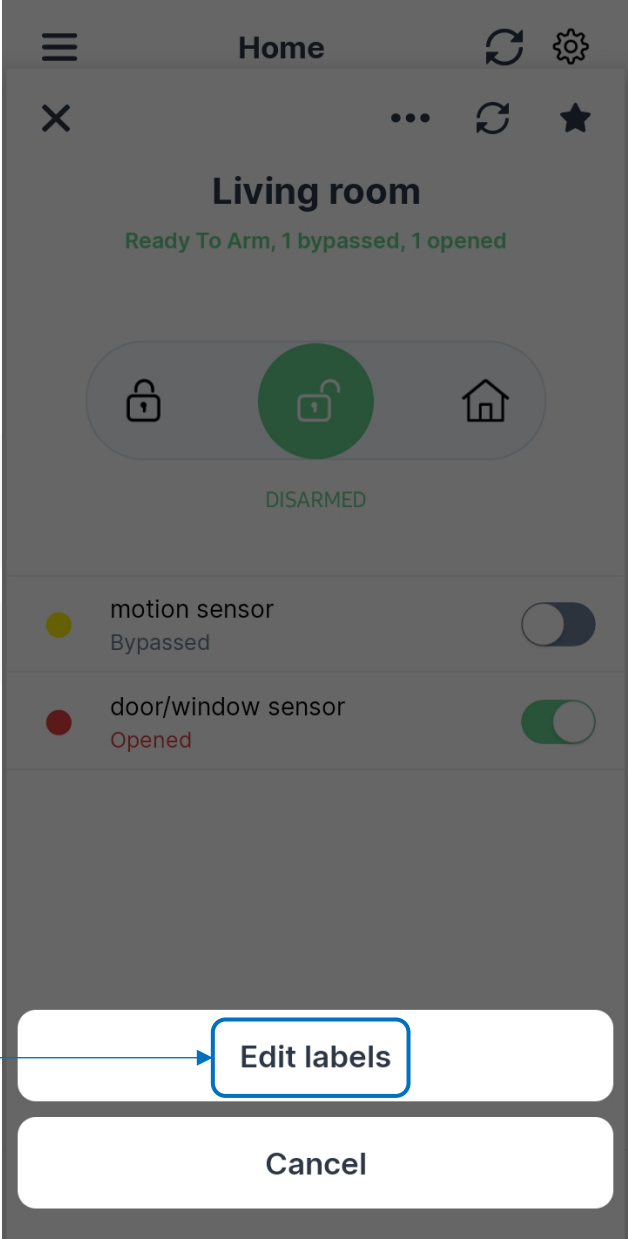 Home
Living room
Ready To Arm, 1 bypassed, 1 opened
DISARMED
motion sensor
Bypassed
door/window sensor
Opened
Edit labels
Cancel